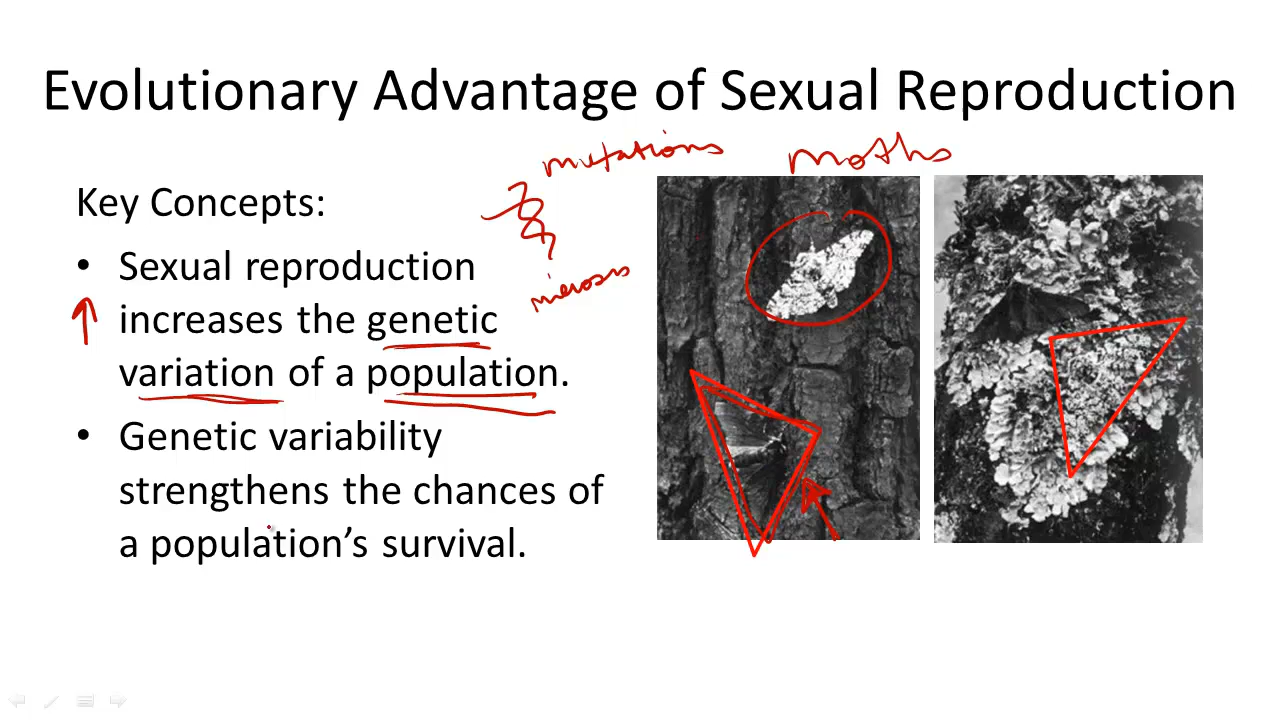 Evolutionary Advantage of Sexual Reproduction
mutations
moths
Key Concepts:
• Sexual reproduction
increases the genetic
variation of a population.
meiosis
• Genetic variability
strengthens the chances of
a population's survival.